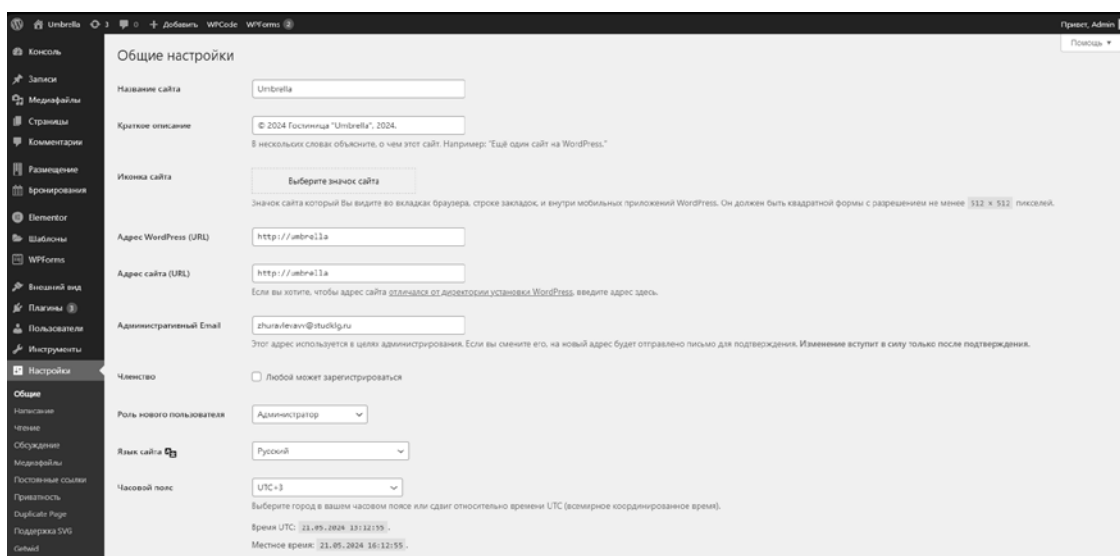 Umbrella 3 0 + Добавить WPCode WPForms 2 Привет, Admin
Помощь
Консоль
Записи
Медиафайлы
Страницы
Комментарии
Размещение
Бронирования
Elementor
Шаблоны
WPForms
Внешний вид
Плагины 3
Пользователи
Инструменты
Настройки
Общие
Написание
Чтение
Обсуждение
Медиафайлы
Постоянные ссылки
Приватность
Duplicate Page
Поддержка SVG
Getwid
Общие настройки
Название сайта Umbrella
Краткое описание © 2024 Гостиница "Umbrella", 2024.
В нескольких словах объясните, о чем этот сайт. Например: "Ещё один сайт на WordPress."
Иконка сайта Выберите значок сайта
Значок сайта который Вы видите во вкладках браузера, строке закладок, и внутри мобильных приложений WordPress. Он должен быть квадратной формы с разрешением не менее 512 × 512 пикселей.
Адрес WordPress (URL) http://umbrella
Адрес сайта (URL) http://umbrella
Если вы хотите, чтобы адрес сайта отличался от директории установки WordPress, введите адрес здесь.
Административный Email zhuravlevavv@studklg.ru
Этот адрес используется в целях администрирования. Если вы смените его, на новый адрес будет отправлено письмо для подтверждения. Изменение вступит в силу только после подтверждения.
Членство Любой может зарегистрироваться
Роль нового пользователя Администратор
Язык сайта Русский
Часовой пояс UTC+3
Выберите город в вашем часовом поясе или сдвиг относительно времени UTC (всемирное координированное время).
Время UTC: 21.05.2024 13:12:55 .
Местное время: 21.05.2024 16:12:55 .